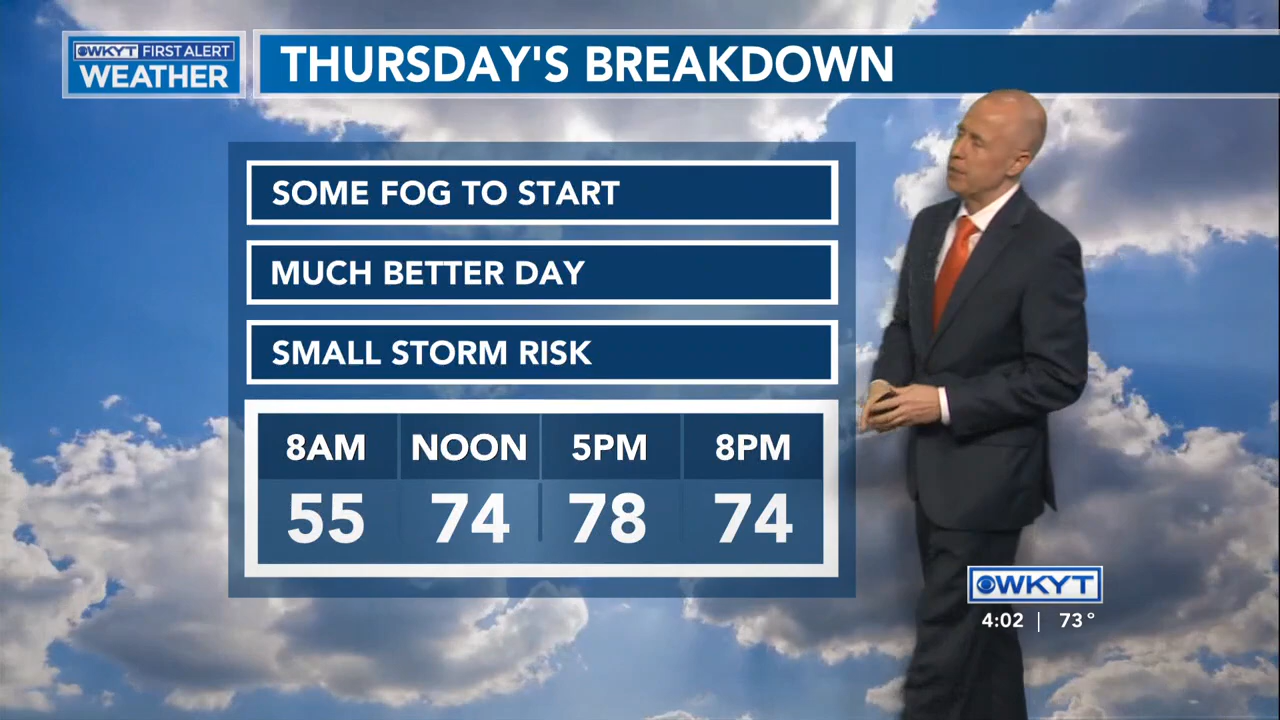 WKYT FIRST ALERT
WEATHER
THURSDAY'S BREAKDOWN
SOME FOG TO START
MUCH BETTER DAY
SMALL STORM RISK
8AM NOON 5PM 8PM
55 74 78 74
WKYT
4:02 | 73°